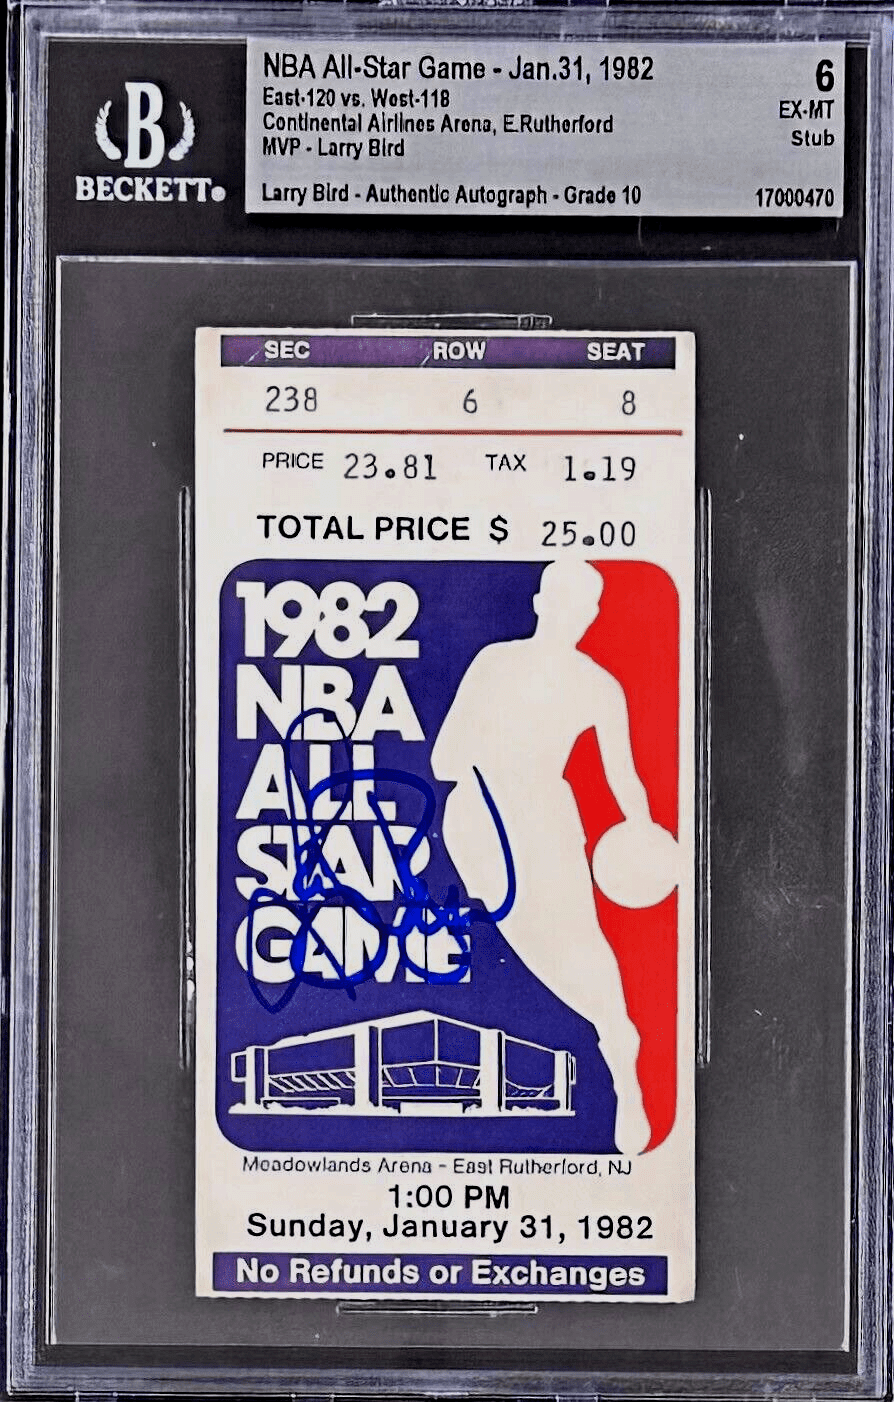 B
BECKETT
NBA All-Star Game - Jan.31, 1982
6
East-120 vs. West-118
EX-MT
Continental Airlines Arena, E.Rutherford
Stub
MVP - Larry Bird
Larry Bird - Authentic Autograph - Grade 10
17000470
SEC ROW SEAT
238 6 8
PRICE 23.81 TAX 1.19
TOTAL PRICE $ 25.00
1982
NBA
ALL
STAR
GAME
Meadowlands Arena - East Rutherford, NJ
1:00 PM
Sunday, January 31, 1982
No Refunds or Exchanges